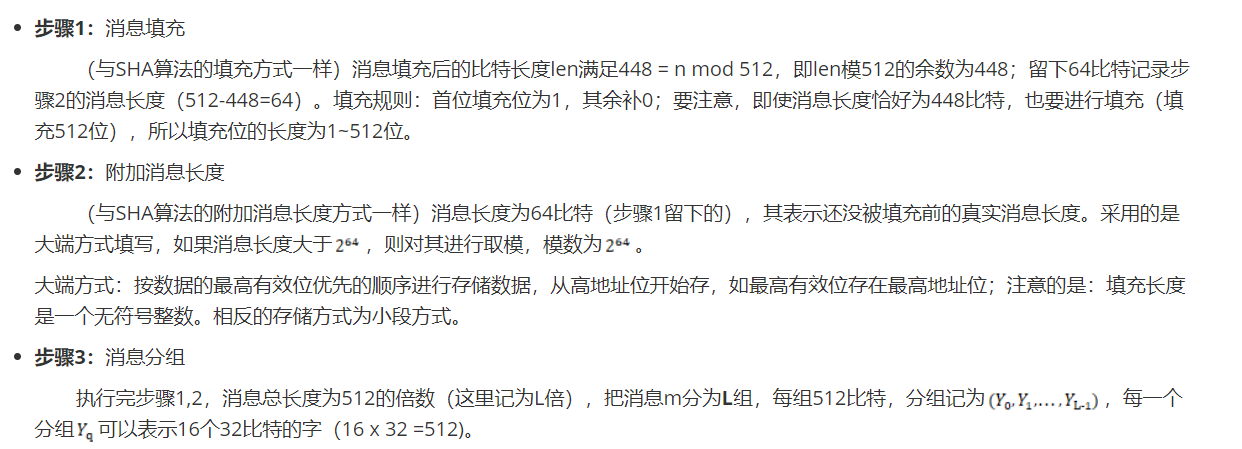 步骤1：消息填充
（与SHA算法的填充方式一样）消息填充后的比特长度len满足448 = n mod 512，即len模512的余数为448；留下64比特记录步
骤2的消息长度（512-448=64）。填充规则：首位填充位为1，其余补0；要注意，即使消息长度恰好为448比特，也要进行填充（填
充512位），所以填充位的长度为1~512位。
步骤2：附加消息长度
（与SHA算法的附加消息长度方式一样）消息长度为64比特（步骤1留下的），其表示还没被填充前的真实消息长度。采用的是
大端方式填写，如果消息长度大于 2⁶⁴ ，则对其进行取模，模数为 2⁶⁴ 。
大端方式：按数据的最高有效位优先的顺序进行存储数据，从高地址位开始存，如最高有效位存在最高地址位；注意的是：填充长度
是一个无符号整数。相反的存储方式为小段方式。
步骤3：消息分组
执行完步骤1,2，消息总长度为512的倍数（这里记为L倍），把消息m分为L组，每组512比特，分组记为 (Y₀,Y₁,…,Y_{L-1}) ，每一个
分组Y_q 可以表示16个32比特的字（16 x 32 =512)。